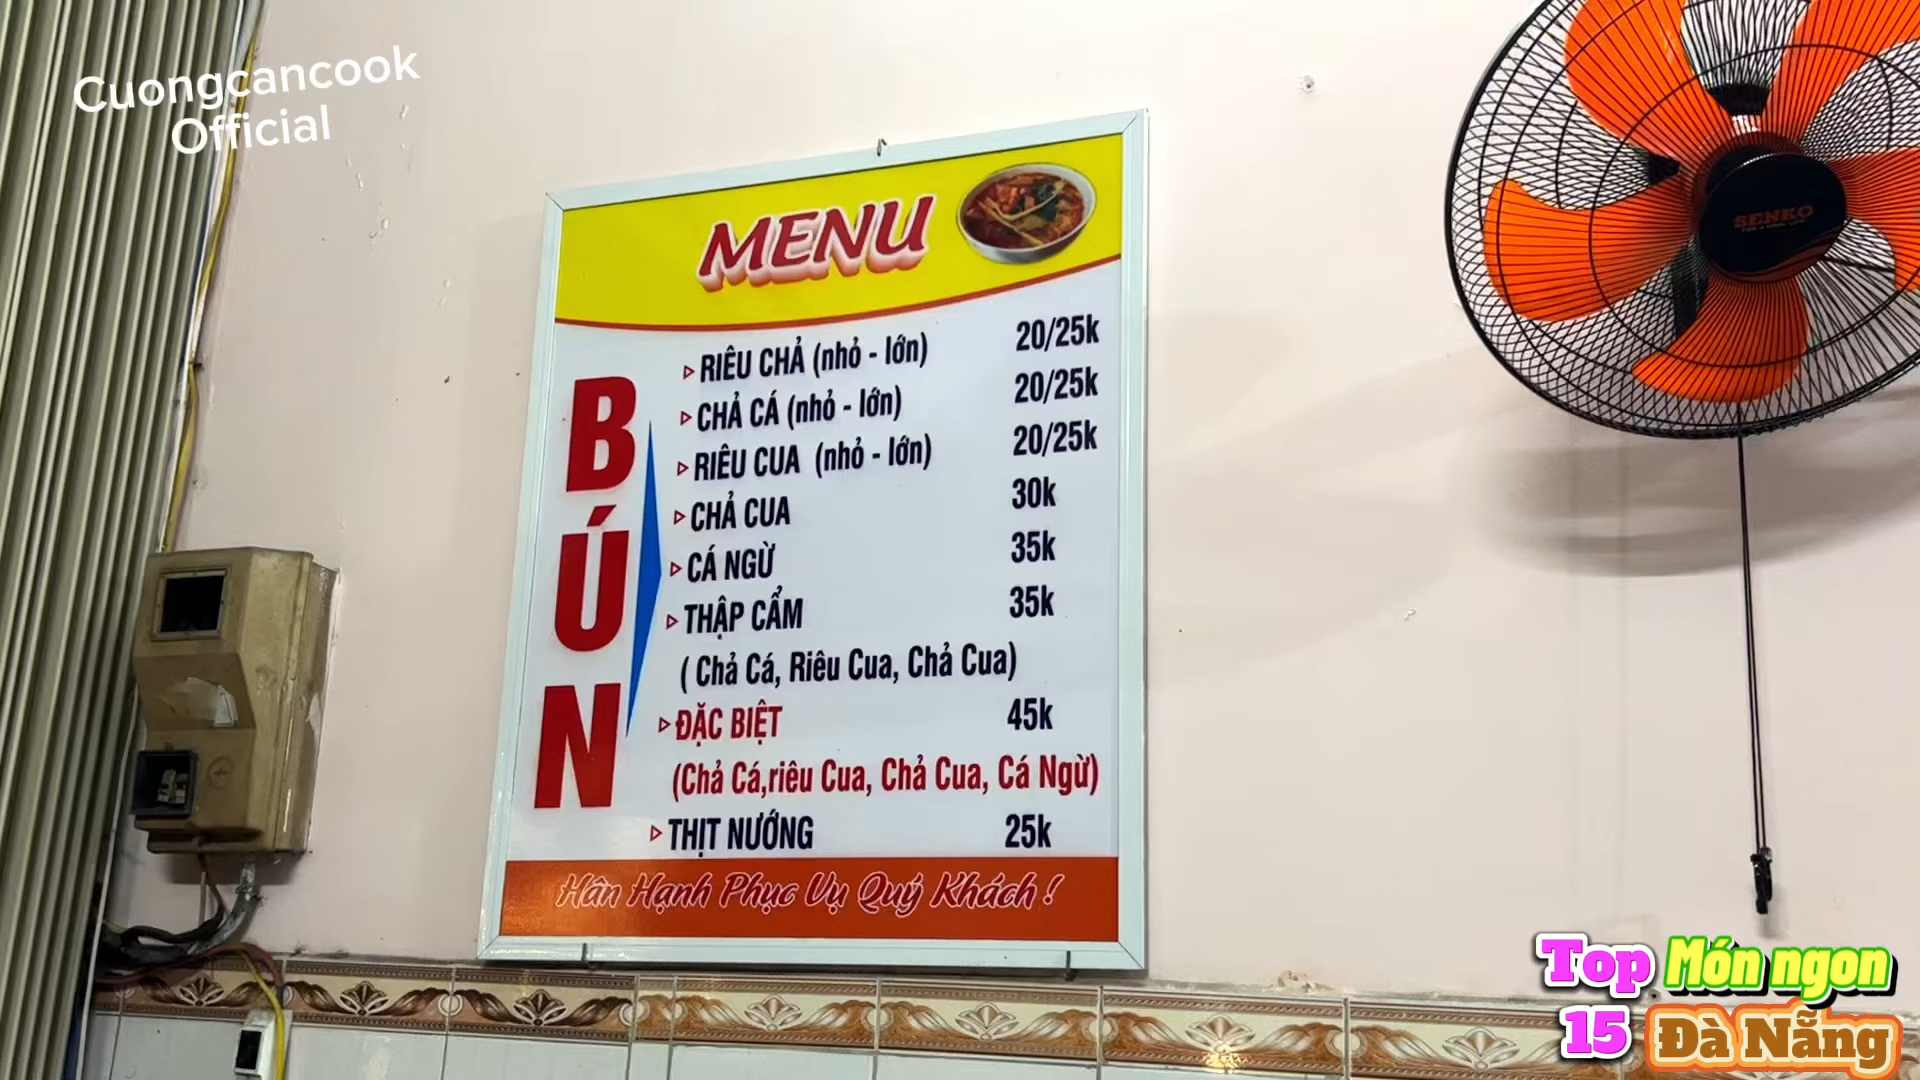 Cuongcancook
Official
MENU
SENKO
BÚN
RIÊU CHẢ (nhỏ - lớn) 20/25k
CHẢ CÁ (nhỏ - lớn) 20/25k
RIÊU CUA (nhỏ - lớn) 20/25k
CHẢ CUA 30k
CÁ NGỪ 35k
THẬP CẨM 35k
( Chả Cá, Riêu Cua, Chả Cua)
ĐẶC BIỆT 45k
(Chả Cá,riêu Cua, Chả Cua, Cá Ngừ)
THỊT NƯỚNG 25k
Hân Hạnh Phục Vụ Quý Khách !
Top Món ngon
15 Đà Nẵng